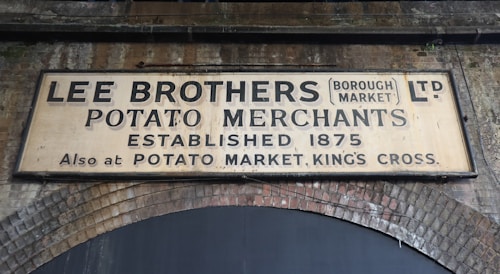 LEE BROTHERS (BOROUGH MARKET) LTD.
POTATO MERCHANTS
ESTABLISHED 1875
Also at POTATO MARKET, KING'S CROSS.